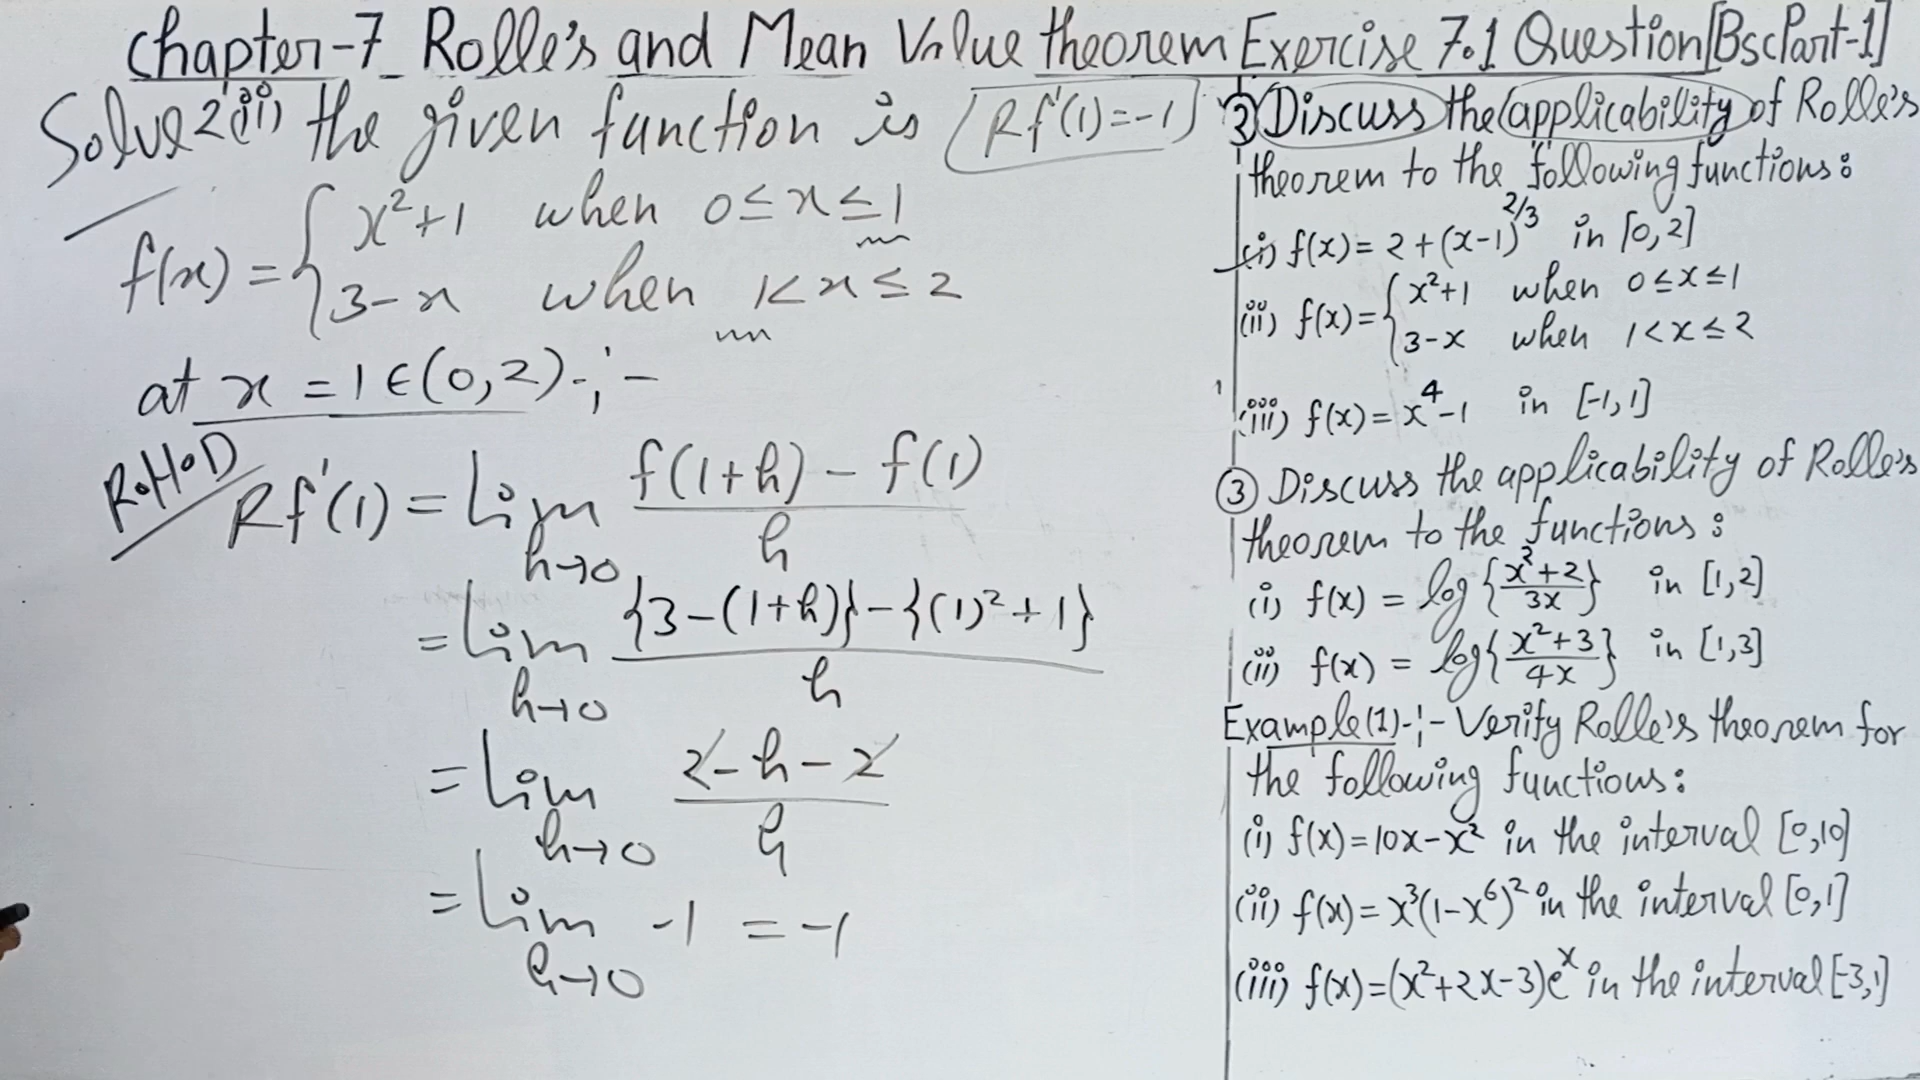 Chapter-7 Rolle's and Mean Value theorem Exercise 7.1 Question [Bsc Part-1]
Solve 2(ii) the given function is Rf'(1)=-1
f(x) = { x²+1 when 0≤x≤1
3-x when 1<x≤2
at x = 1 ∈ (0,2) -:-
R.H.D
Rf'(1) = Lim h→0 f(1+h) - f(1) / h
= Lim h→0 {3-(1+h)} - {(1)²+1} / h
= Lim h→0 2-h-2 / h
= Lim h→0 -1 = -1
Discuss the applicability of Rolle's
theorem to the following functions:
(i) f(x) = 2+(x-1)^2/3 in [0,2]
(ii) f(x) = { x²+1 when 0≤x≤1
3-x when 1<x≤2
(iii) f(x) = x⁴-1 in [-1,1]
③ Discuss the applicability of Rolle's
theorem to the functions:
(i) f(x) = log{x²+2 / 3x} in [1,2]
(ii) f(x) = log{x²+3 / 4x} in [1,3]
Example(1)-:- Verify Rolle's theorem for
the following functions:
(i) f(x)=10x-x² in the interval [0,10]
(ii) f(x)=x³(1-x⁶)² in the interval [0,1]
(iii) f(x)=(x²+2x-3)eˣ in the interval [-3,1]